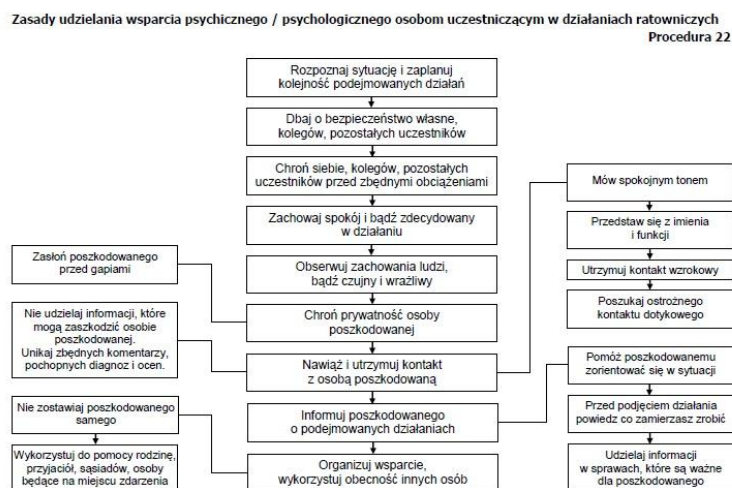 Zasady udzielania wsparcia psychicznego / psychologicznego osobom uczestniczącym w działaniach ratowniczych
Procedura 22
Rozpoznaj sytuację i zaplanuj
kolejność podejmowanych działań
Dbaj o bezpieczeństwo własne,
kolegów, pozostałych uczestników
Chroń siebie, kolegów, pozostałych
uczestników przed zbędnymi obciążeniami
Zachowaj spokój i bądź zdecydowany
w działaniu
Obserwuj zachowania ludzi,
bądź czujny i wrażliwy
Chroń prywatność osoby
poszkodowanej
Nawiąż i utrzymuj kontakt
z osobą poszkodowaną
Informuj poszkodowanego
o podejmowanych działaniach
Organizuj wsparcie,
wykorzystuj obecność innych osób
Zasłoń poszkodowanego
przed gapiami
Nie udzielaj informacji, które
mogą zaszkodzić osobie
poszkodowanej.
Unikaj zbędnych komentarzy,
pochopnych diagnoz i ocen.
Nie zostawiaj poszkodowanego
samego
Wykorzystuj do pomocy rodzinę,
przyjaciół, sąsiadów, osoby
będące na miejscu zdarzenia
Mów spokojnym tonem
Przedstaw się z imienia
i funkcji
Utrzymuj kontakt wzrokowy
Poszukaj ostrożnego
kontaktu dotykowego
Pomóż poszkodowanemu
zorientować się w sytuacji
Przed podjęciem działania
powiedz co zamierzasz zrobić
Udzielaj informacji
w sprawach, które są ważne
dla poszkodowanego